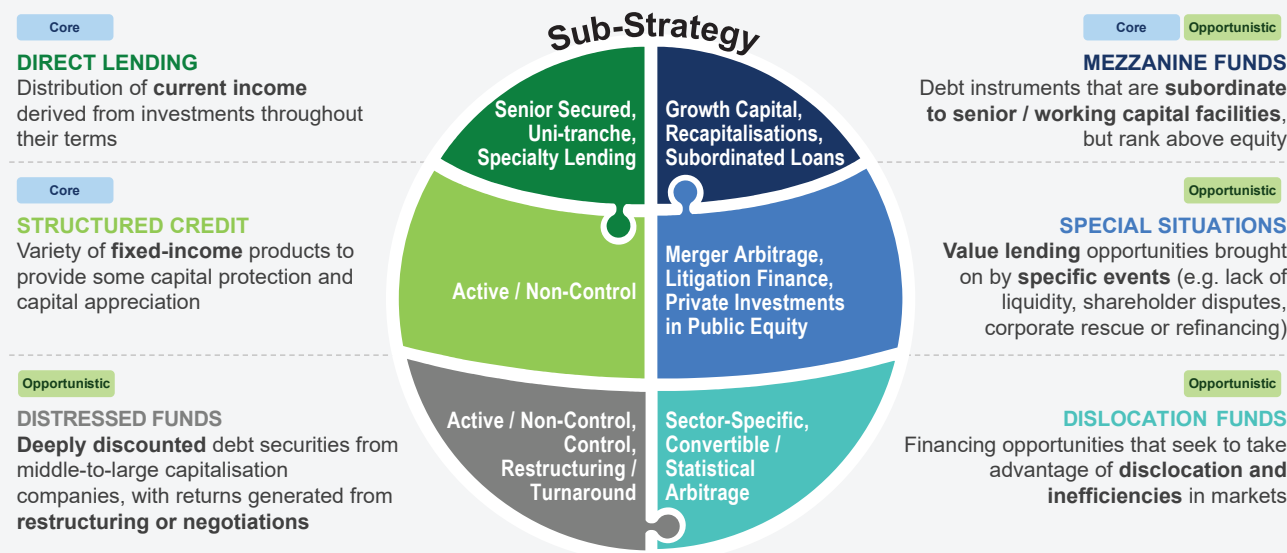 Sub-Strategy
Core
DIRECT LENDING
Distribution of current income
derived from investments throughout
their terms
Senior Secured,
Uni-tranche,
Specialty Lending
Growth Capital,
Recapitalisations,
Subordinated Loans
Core Opportunistic
MEZZANINE FUNDS
Debt instruments that are subordinate
to senior / working capital facilities,
but rank above equity
Core
STRUCTURED CREDIT
Variety of fixed-income products to
provide some capital protection and
capital appreciation
Active / Non-Control
Merger Arbitrage,
Litigation Finance,
Private Investments
in Public Equity
Opportunistic
SPECIAL SITUATIONS
Value lending opportunities brought
on by specific events (e.g. lack of
liquidity, shareholder disputes,
corporate rescue or refinancing)
Opportunistic
DISTRESSED FUNDS
Deeply discounted debt securities from
middle-to-large capitalisation
companies, with returns generated from
restructuring or negotiations
Active / Non-Control,
Control,
Restructuring /
Turnaround
Sector-Specific,
Convertible /
Statistical
Arbitrage
Opportunistic
DISLOCATION FUNDS
Financing opportunities that seek to take
advantage of disclocation and
inefficiencies in markets